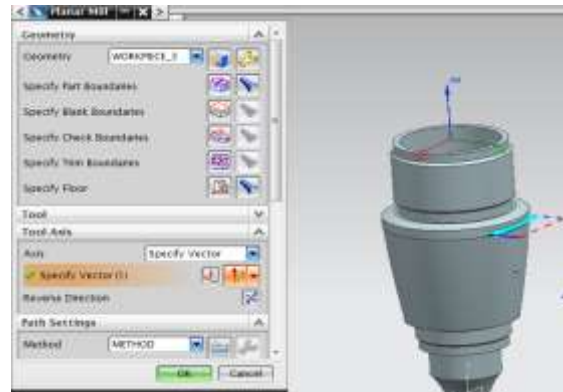 Planar Mill
Geometry
Geometry WORKPIECE_3
Specify Part Boundaries
Specify Blank Boundaries
Specify Check Boundaries
Specify Trim Boundaries
Specify Floor
Tool
Tool Axis
Axis Specify Vector
Specify Vector (1)
Reverse Direction
Path Settings
Method METHOD
OK Cancel